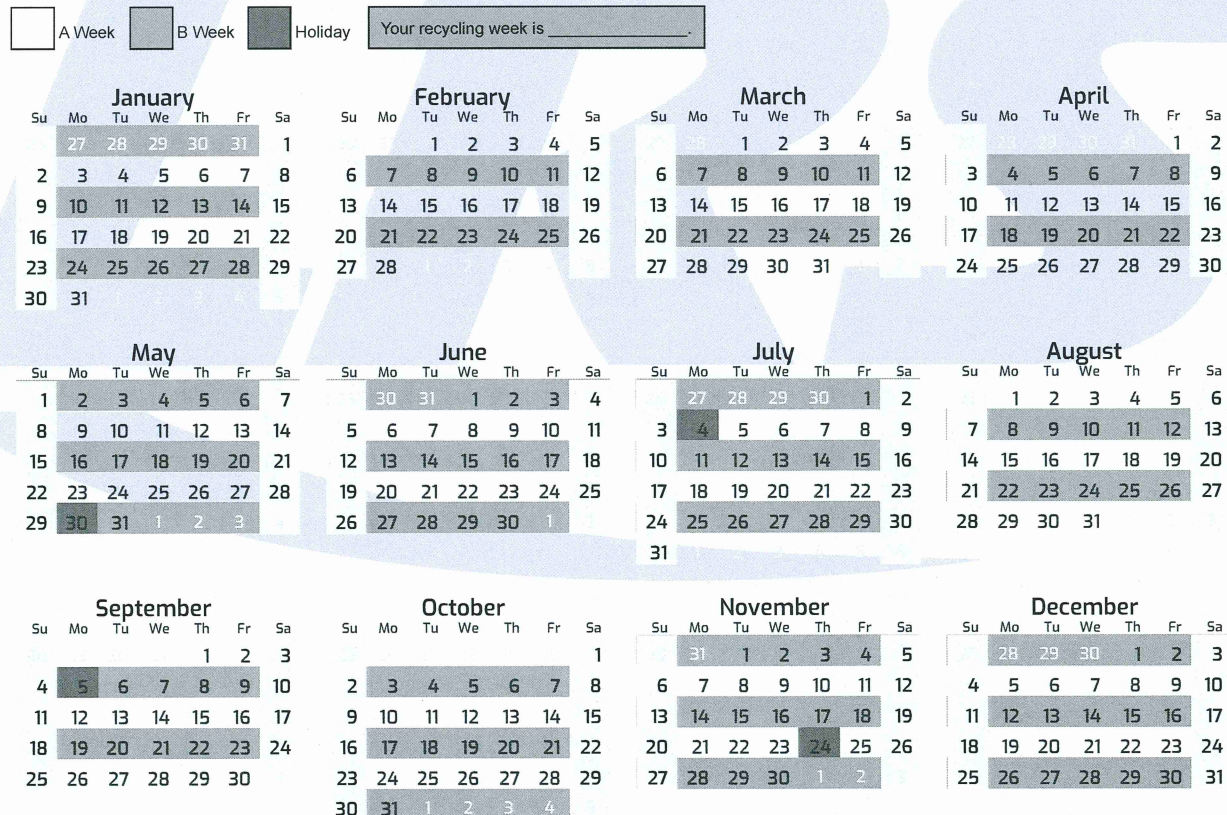 A Week B Week Holiday Your recycling week is ________________.
January
Su Mo Tu We Th Fr Sa
27 28 29 30 31 1
2 3 4 5 6 7 8
9 10 11 12 13 14 15
16 17 18 19 20 21 22
23 24 25 26 27 28 29
30 31 1 2 3 4
February
Su Mo Tu We Th Fr Sa
1 2 3 4 5
6 7 8 9 10 11 12
13 14 15 16 17 18 19
20 21 22 23 24 25 26
27 28
March
Su Mo Tu We Th Fr Sa
28 1 2 3 4 5
6 7 8 9 10 11 12
13 14 15 16 17 18 19
20 21 22 23 24 25 26
27 28 29 30 31
April
Su Mo Tu We Th Fr Sa
1 2
3 4 5 6 7 8 9
10 11 12 13 14 15 16
17 18 19 20 21 22 23
24 25 26 27 28 29 30
May
Su Mo Tu We Th Fr Sa
1 2 3 4 5 6 7
8 9 10 11 12 13 14
15 16 17 18 19 20 21
22 23 24 25 26 27 28
29 30 31 1 2 3
June
Su Mo Tu We Th Fr Sa
30 31 1 2 3 4
5 6 7 8 9 10 11
12 13 14 15 16 17 18
19 20 21 22 23 24 25
26 27 28 29 30 1
July
Su Mo Tu We Th Fr Sa
27 28 29 30 1 2
3 4 5 6 7 8 9
10 11 12 13 14 15 16
17 18 19 20 21 22 23
24 25 26 27 28 29 30
31
August
Su Mo Tu We Th Fr Sa
1 2 3 4 5 6
7 8 9 10 11 12 13
14 15 16 17 18 19 20
21 22 23 24 25 26 27
28 29 30 31
September
Su Mo Tu We Th Fr Sa
1 2 3
4 5 6 7 8 9 10
11 12 13 14 15 16 17
18 19 20 21 22 23 24
25 26 27 28 29 30
October
Su Mo Tu We Th Fr Sa
1
2 3 4 5 6 7 8
9 10 11 12 13 14 15
16 17 18 19 20 21 22
23 24 25 26 27 28 29
30 31 1 2 3 4
November
Su Mo Tu We Th Fr Sa
31 1 2 3 4 5
6 7 8 9 10 11 12
13 14 15 16 17 18 19
20 21 22 23 24 25 26
27 28 29 30 1 2
December
Su Mo Tu We Th Fr Sa
28 29 30 1 2 3
4 5 6 7 8 9 10
11 12 13 14 15 16 17
18 19 20 21 22 23 24
25 26 27 28 29 30 31